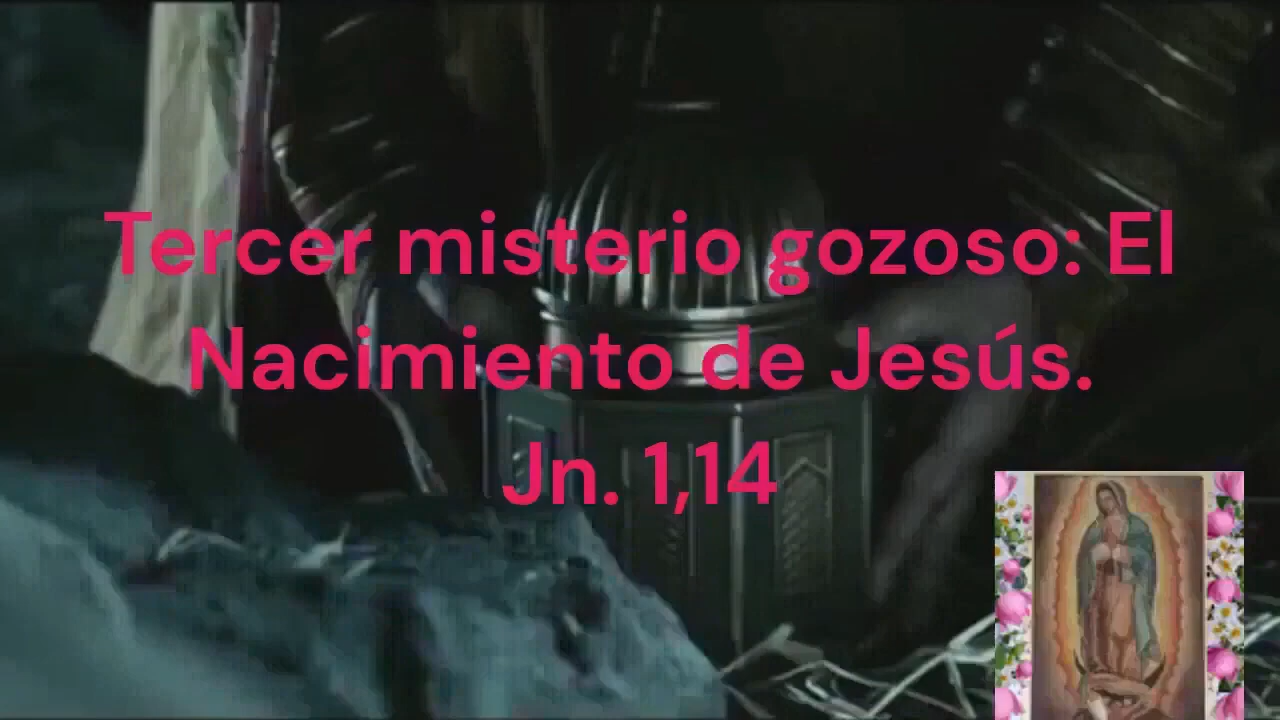 Tercer misterio gozoso: El
Nacimiento de Jesús.
Jn. 1,14